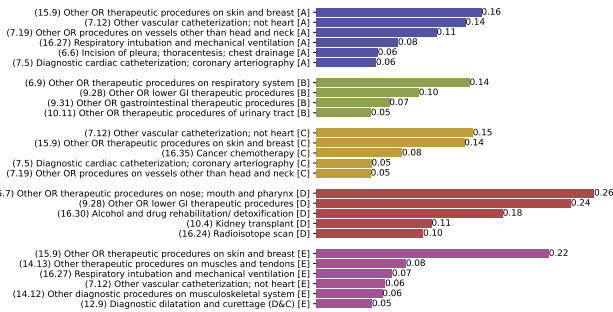 (15.9) Other OR therapeutic procedures on skin and breast [A] 0.16
(7.12) Other vascular catheterization; not heart [A] 0.14
(7.19) Other OR procedures on vessels other than head and neck [A] 0.11
(16.27) Respiratory intubation and mechanical ventilation [A] 0.08
(6.6) Incision of pleura; thoracentesis; chest drainage [A] 0.06
(7.5) Diagnostic cardiac catheterization; coronary arteriography [A] 0.06
(6.9) Other OR therapeutic procedures on respiratory system [B] 0.14
(9.28) Other OR lower GI therapeutic procedures [B] 0.10
(9.31) Other OR gastrointestinal therapeutic procedures [B] 0.07
(10.11) Other OR therapeutic procedures of urinary tract [B] 0.05
(7.12) Other vascular catheterization; not heart [C] 0.15
(15.9) Other OR therapeutic procedures on skin and breast [C] 0.14
(16.35) Cancer chemotherapy [C] 0.08
(7.5) Diagnostic cardiac catheterization; coronary arteriography [C] 0.05
(7.19) Other OR procedures on vessels other than head and neck [C] 0.05
.7) Other OR therapeutic procedures on nose; mouth and pharynx [D] 0.26
(9.28) Other OR lower GI therapeutic procedures [D] 0.24
(16.30) Alcohol and drug rehabilitation/ detoxification [D] 0.18
(10.4) Kidney transplant [D] 0.11
(16.24) Radioisotope scan [D] 0.10
(15.9) Other OR therapeutic procedures on skin and breast [E] 0.22
(14.13) Other therapeutic procedures on muscles and tendons [E] 0.08
(16.27) Respiratory intubation and mechanical ventilation [E] 0.07
(7.12) Other vascular catheterization; not heart [E] 0.06
(14.12) Other diagnostic procedures on musculoskeletal system [E] 0.06
(12.9) Diagnostic dilatation and curettage (D&C) [E] 0.05